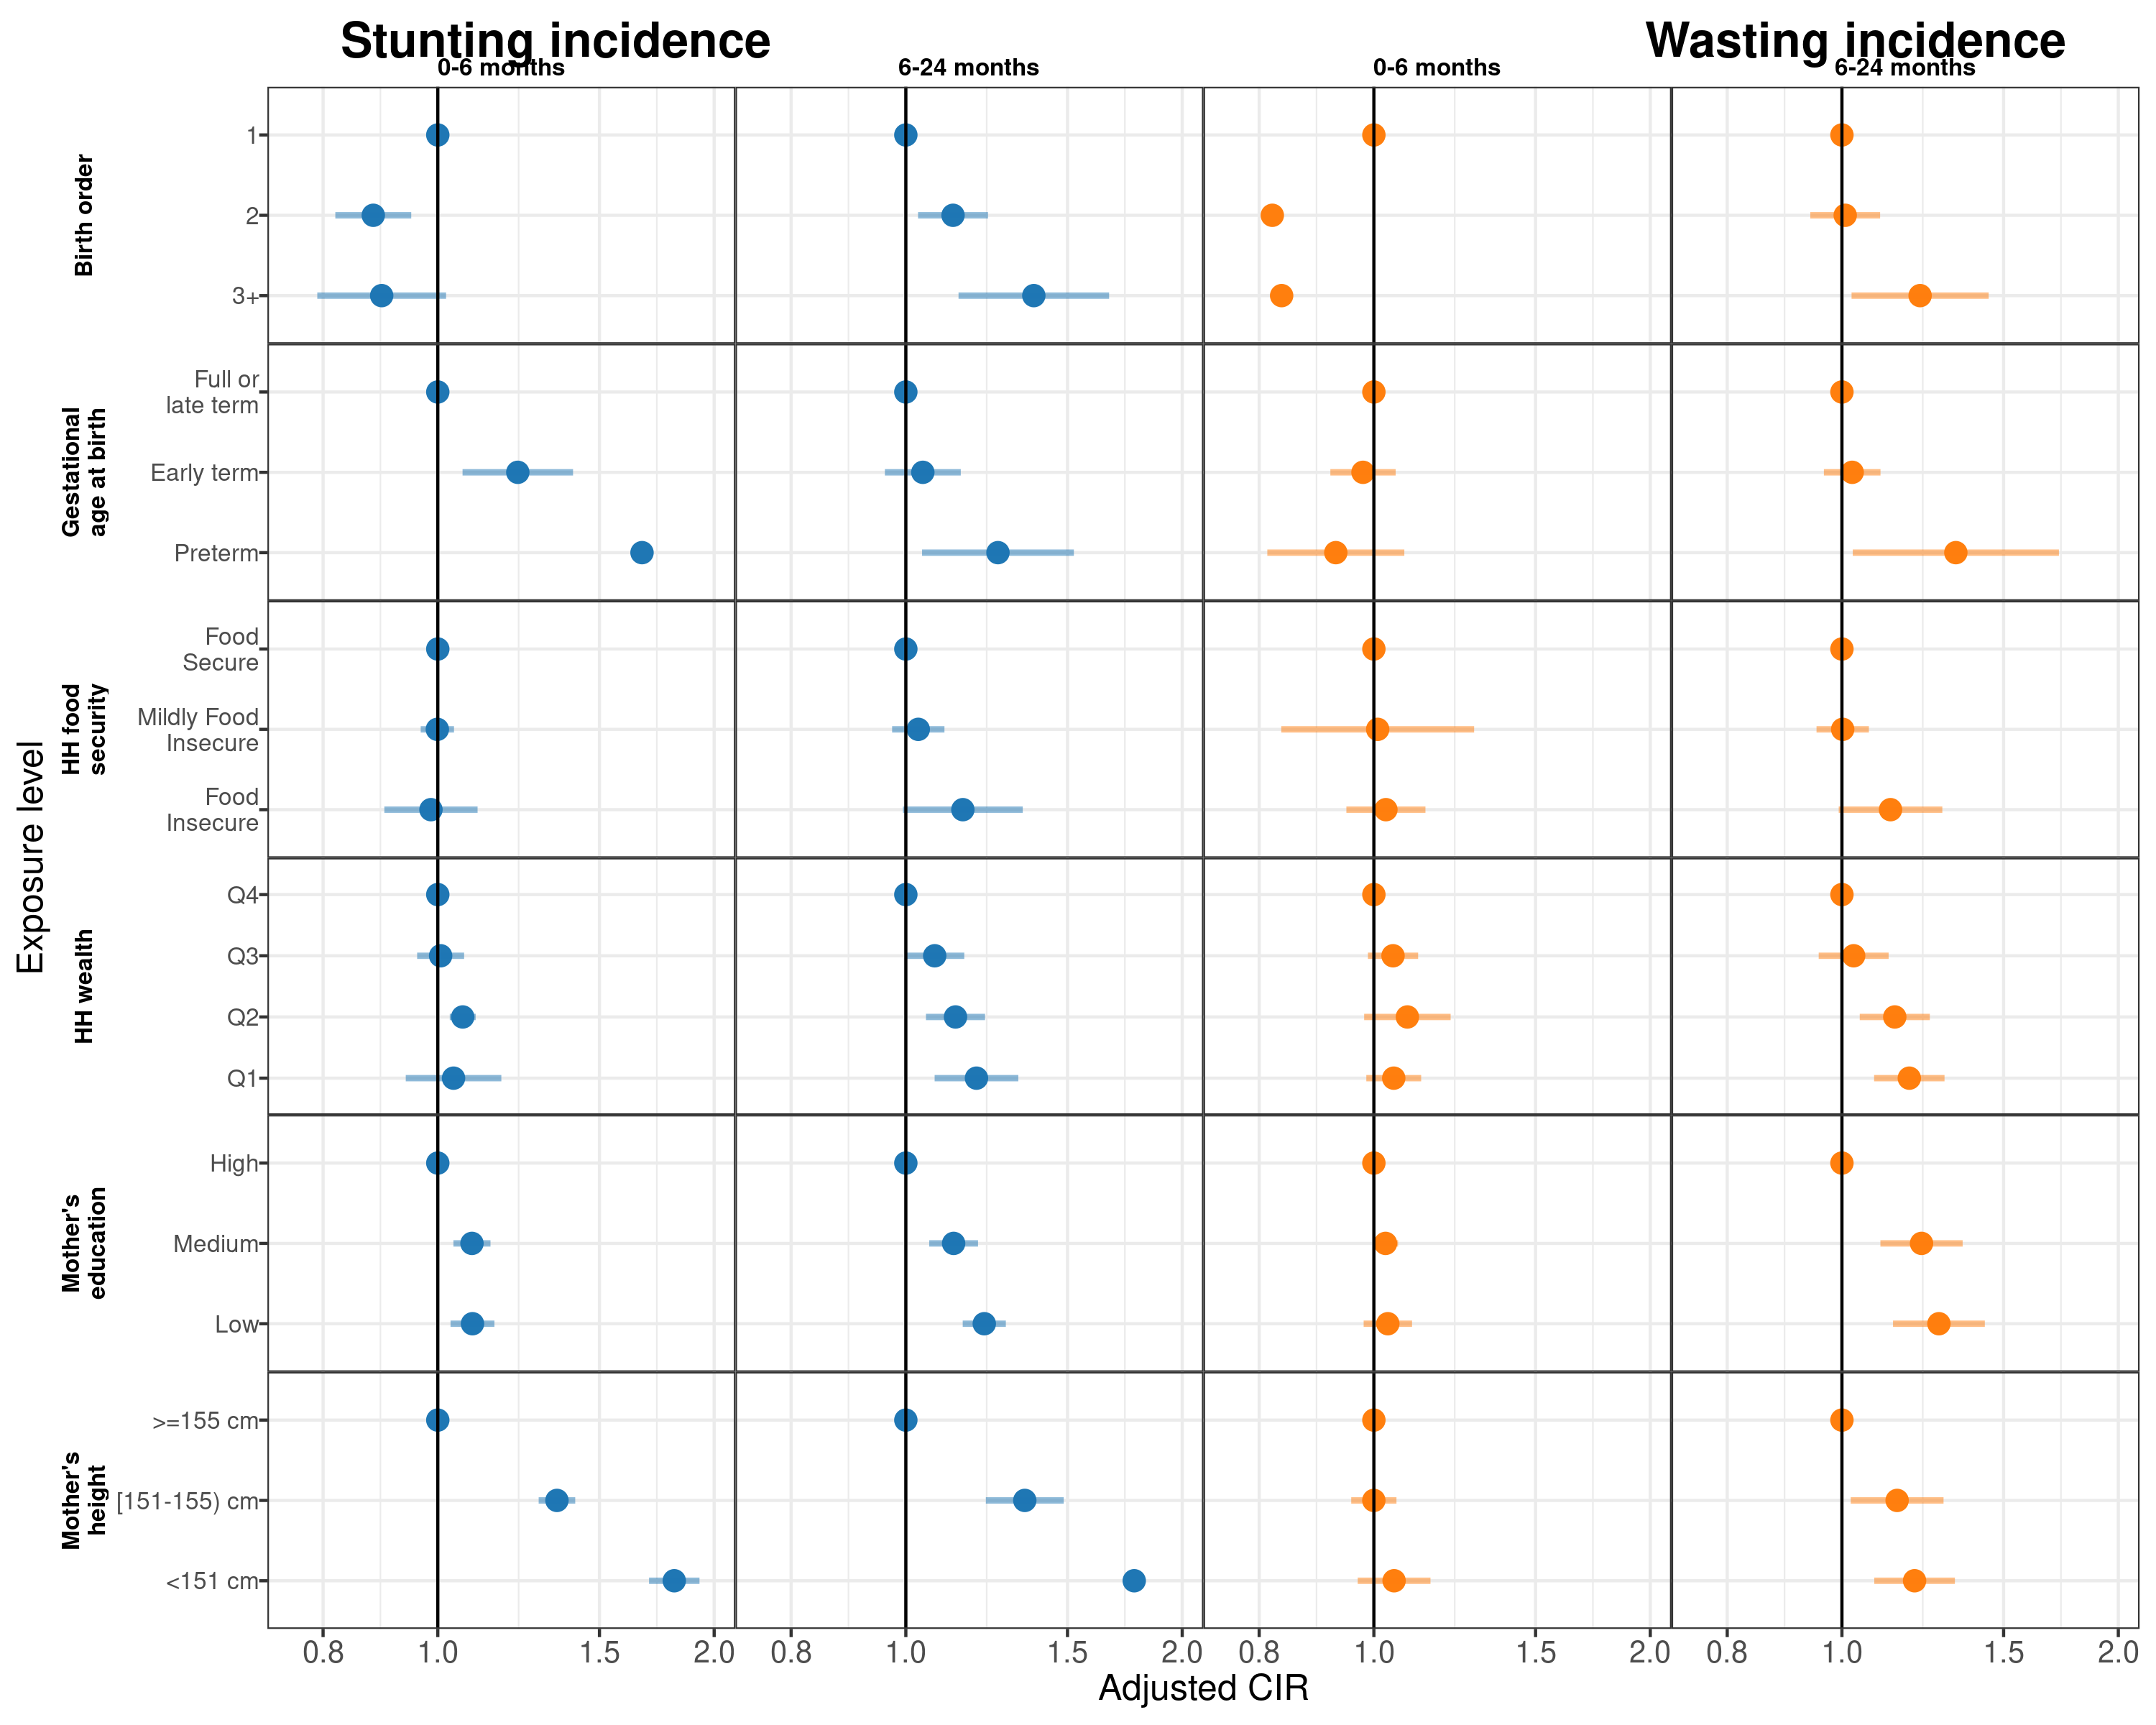 Stunting incidence
Wasting incidence
0-6 months
6-24 months
0-6 months
6-24 months
Exposure level
Birth order
1
2
3+
Gestational
age at birth
Full or
late term
Early term
Preterm
HH food
security
Food
Secure
Mildly Food
Insecure
Food
Insecure
HH wealth
Q4
Q3
Q2
Q1
Mother's
education
High
Medium
Low
Mother's
height
>=155 cm
[151-155) cm
<151 cm
0.8 1.0 1.5 2.0
0.8 1.0 1.5 2.0
0.8 1.0 1.5 2.0
0.8 1.0 1.5 2.0
Adjusted CIR